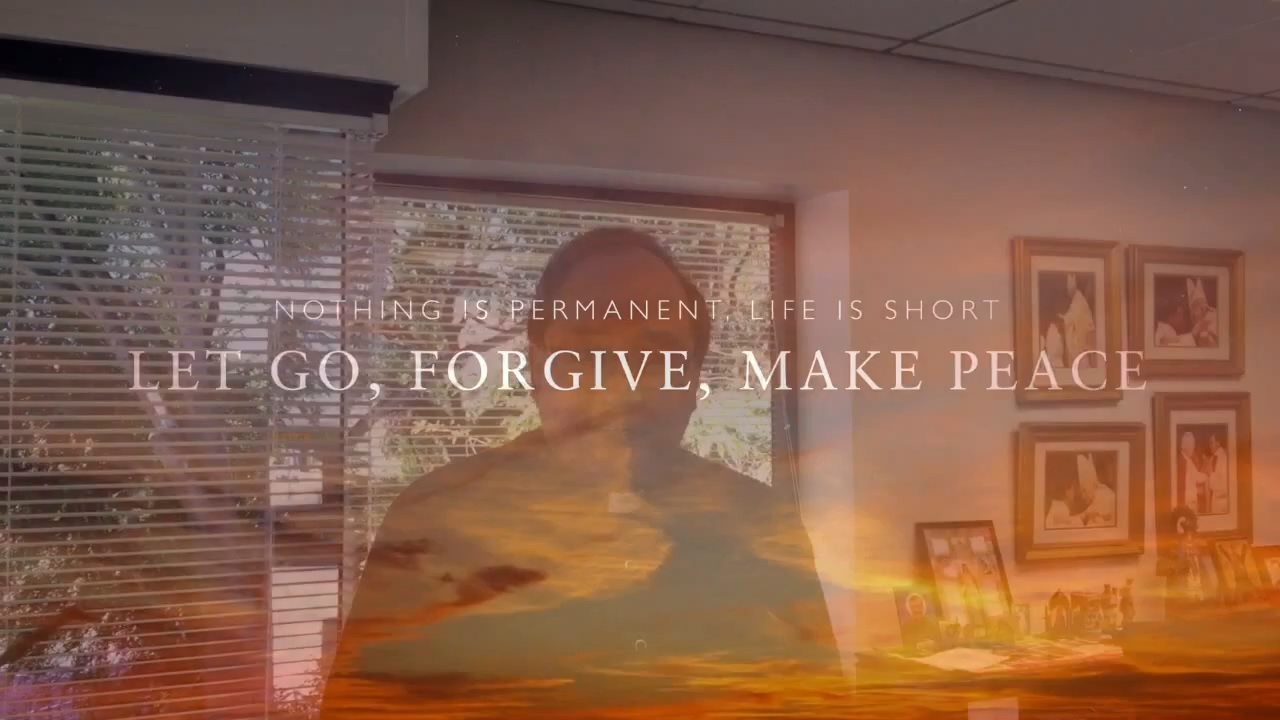 NOTHING IS PERMANENT, LIFE IS SHORT
LET GO, FORGIVE, MAKE PEACE